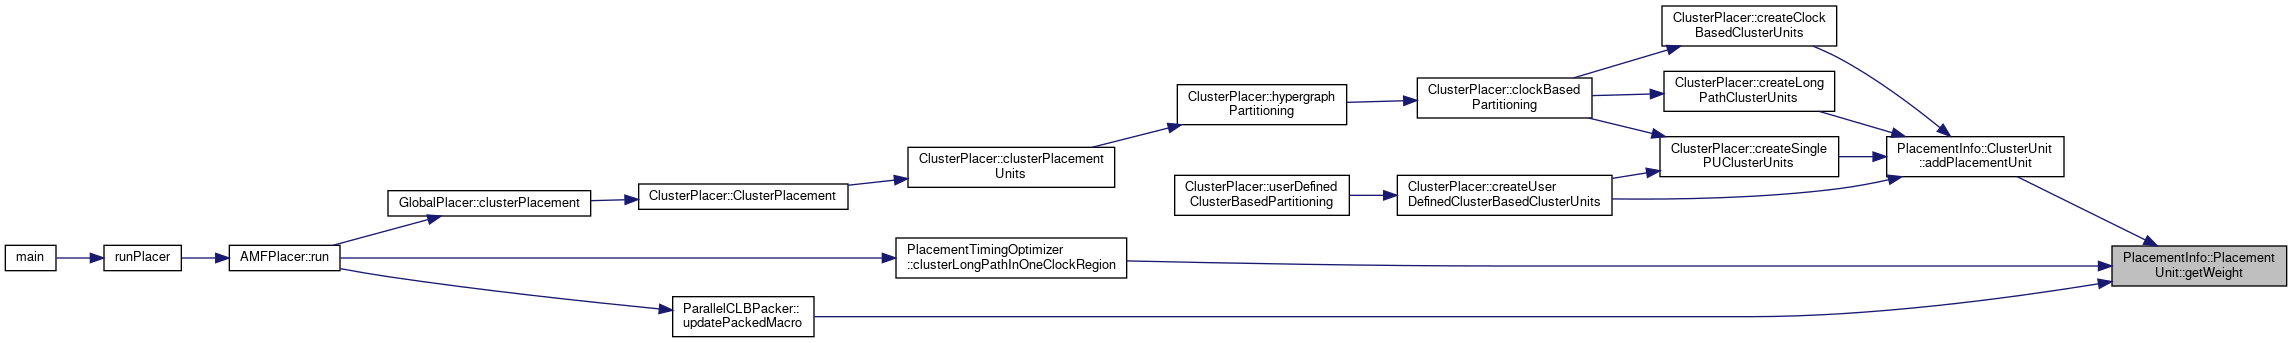 ClusterPlacer::createClock
BasedClusterUnits
ClusterPlacer::createLong
PathClusterUnits
ClusterPlacer::hypergraph
Partitioning
ClusterPlacer::clockBased
Partitioning
ClusterPlacer::createSingle
PUClusterUnits
PlacementInfo::ClusterUnit
::addPlacementUnit
ClusterPlacer::clusterPlacement
Units
ClusterPlacer::userDefined
ClusterBasedPartitioning
ClusterPlacer::createUser
DefinedClusterBasedClusterUnits
GlobalPlacer::clusterPlacement
ClusterPlacer::ClusterPlacement
main
runPlacer
AMFPlacer::run
PlacementTimingOptimizer
::clusterLongPathInOneClockRegion
PlacementInfo::Placement
Unit::getWeight
ParallelCLBPacker::
updatePackedMacro